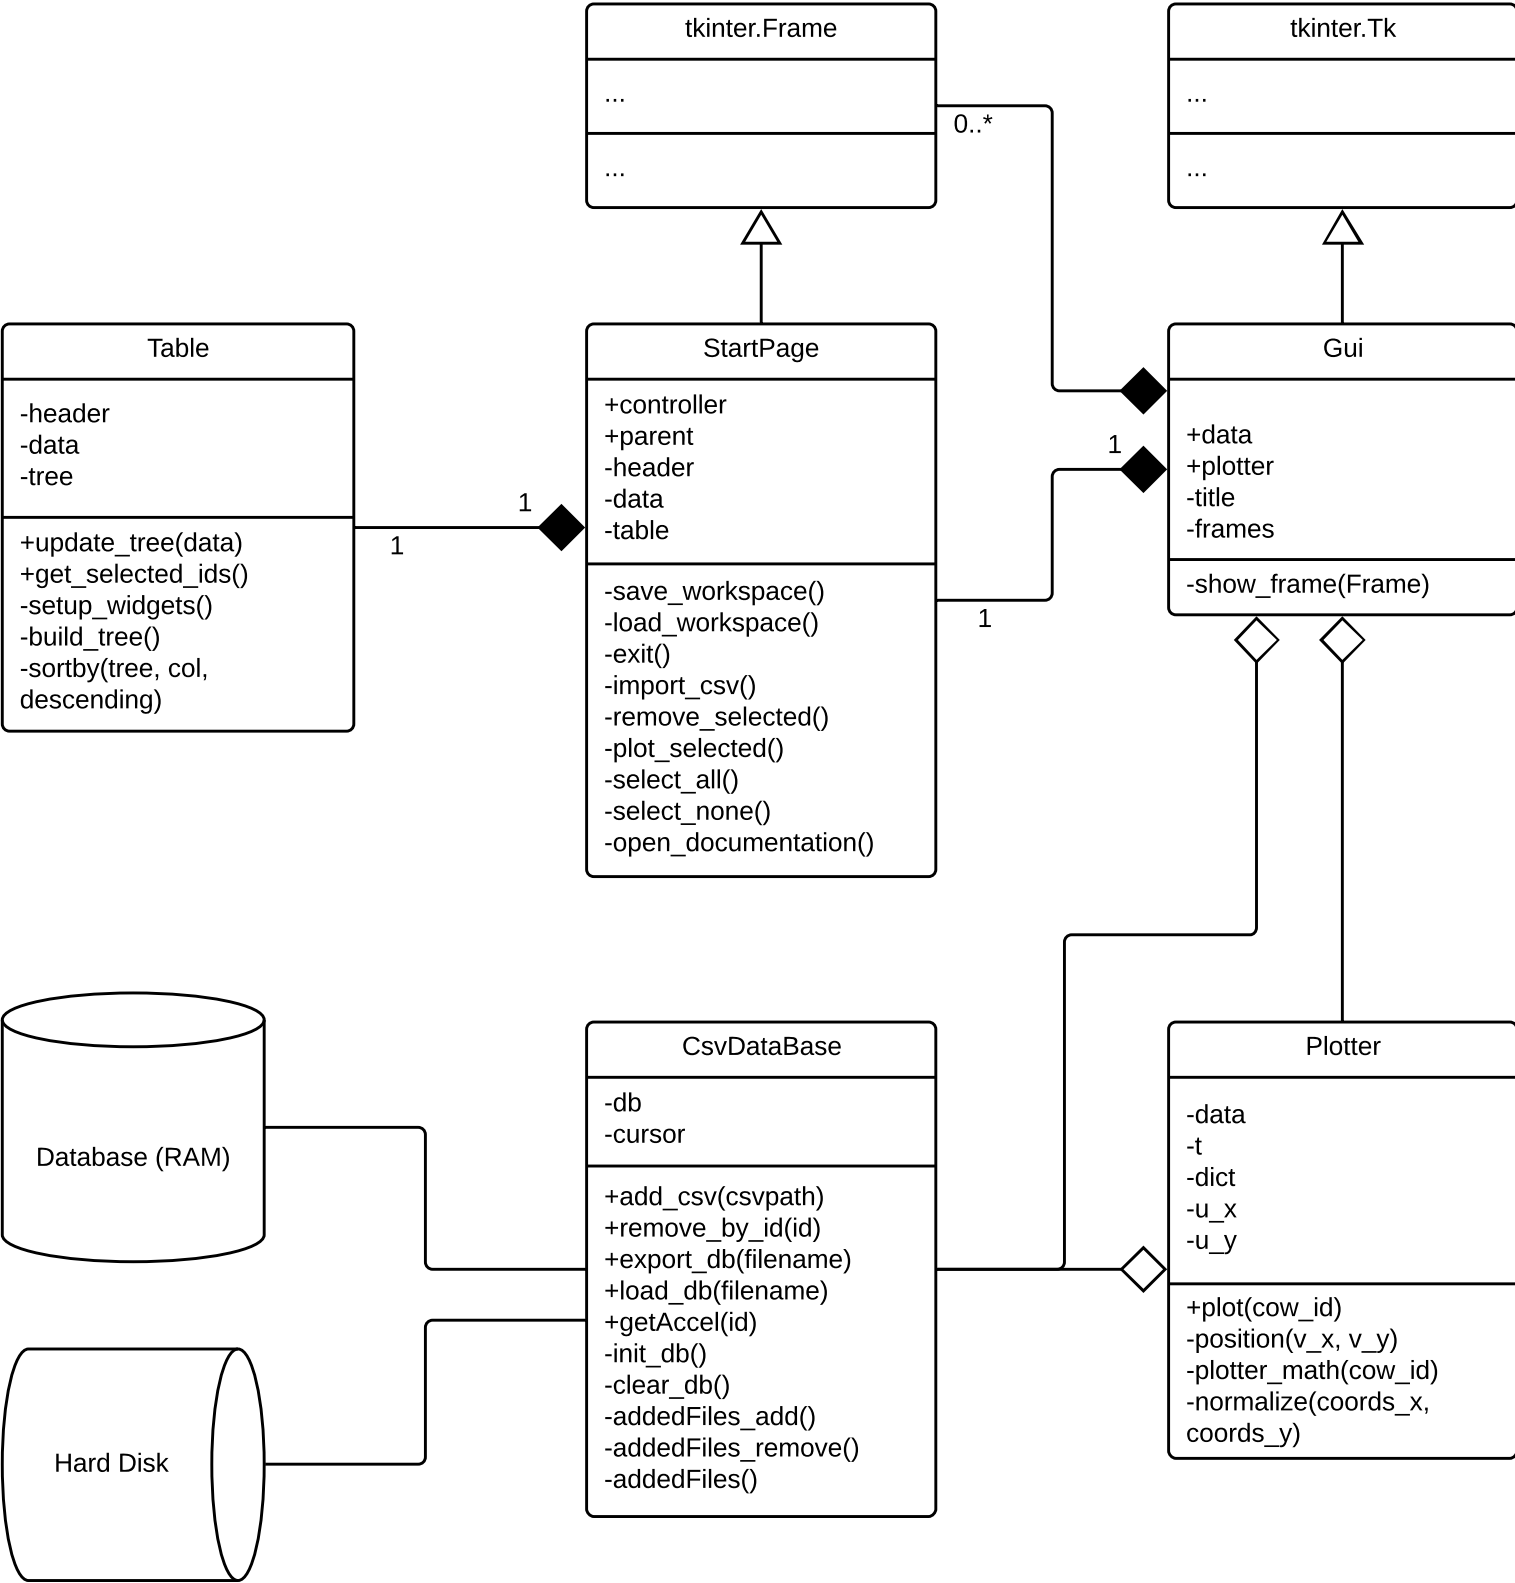 tkinter.Frame
...
...
tkinter.Tk
...
...
0..*
Table
-header
-data
-tree
+update_tree(data)
+get_selected_ids()
-setup_widgets()
-build_tree()
-sortby(tree, col,
descending)
1
1
StartPage
+controller
+parent
-header
-data
-table
-save_workspace()
-load_workspace()
-exit()
-import_csv()
-remove_selected()
-plot_selected()
-select_all()
-select_none()
-open_documentation()
1
1
Gui
+data
+plotter
-title
-frames
-show_frame(Frame)
Database (RAM)
Hard Disk
CsvDataBase
-db
-cursor
+add_csv(csvpath)
+remove_by_id(id)
+export_db(filename)
+load_db(filename)
+getAccel(id)
-init_db()
-clear_db()
-addedFiles_add()
-addedFiles_remove()
-addedFiles()
Plotter
-data
-t
-dict
-u_x
-u_y
+plot(cow_id)
-position(v_x, v_y)
-plotter_math(cow_id)
-normalize(coords_x,
coords_y)